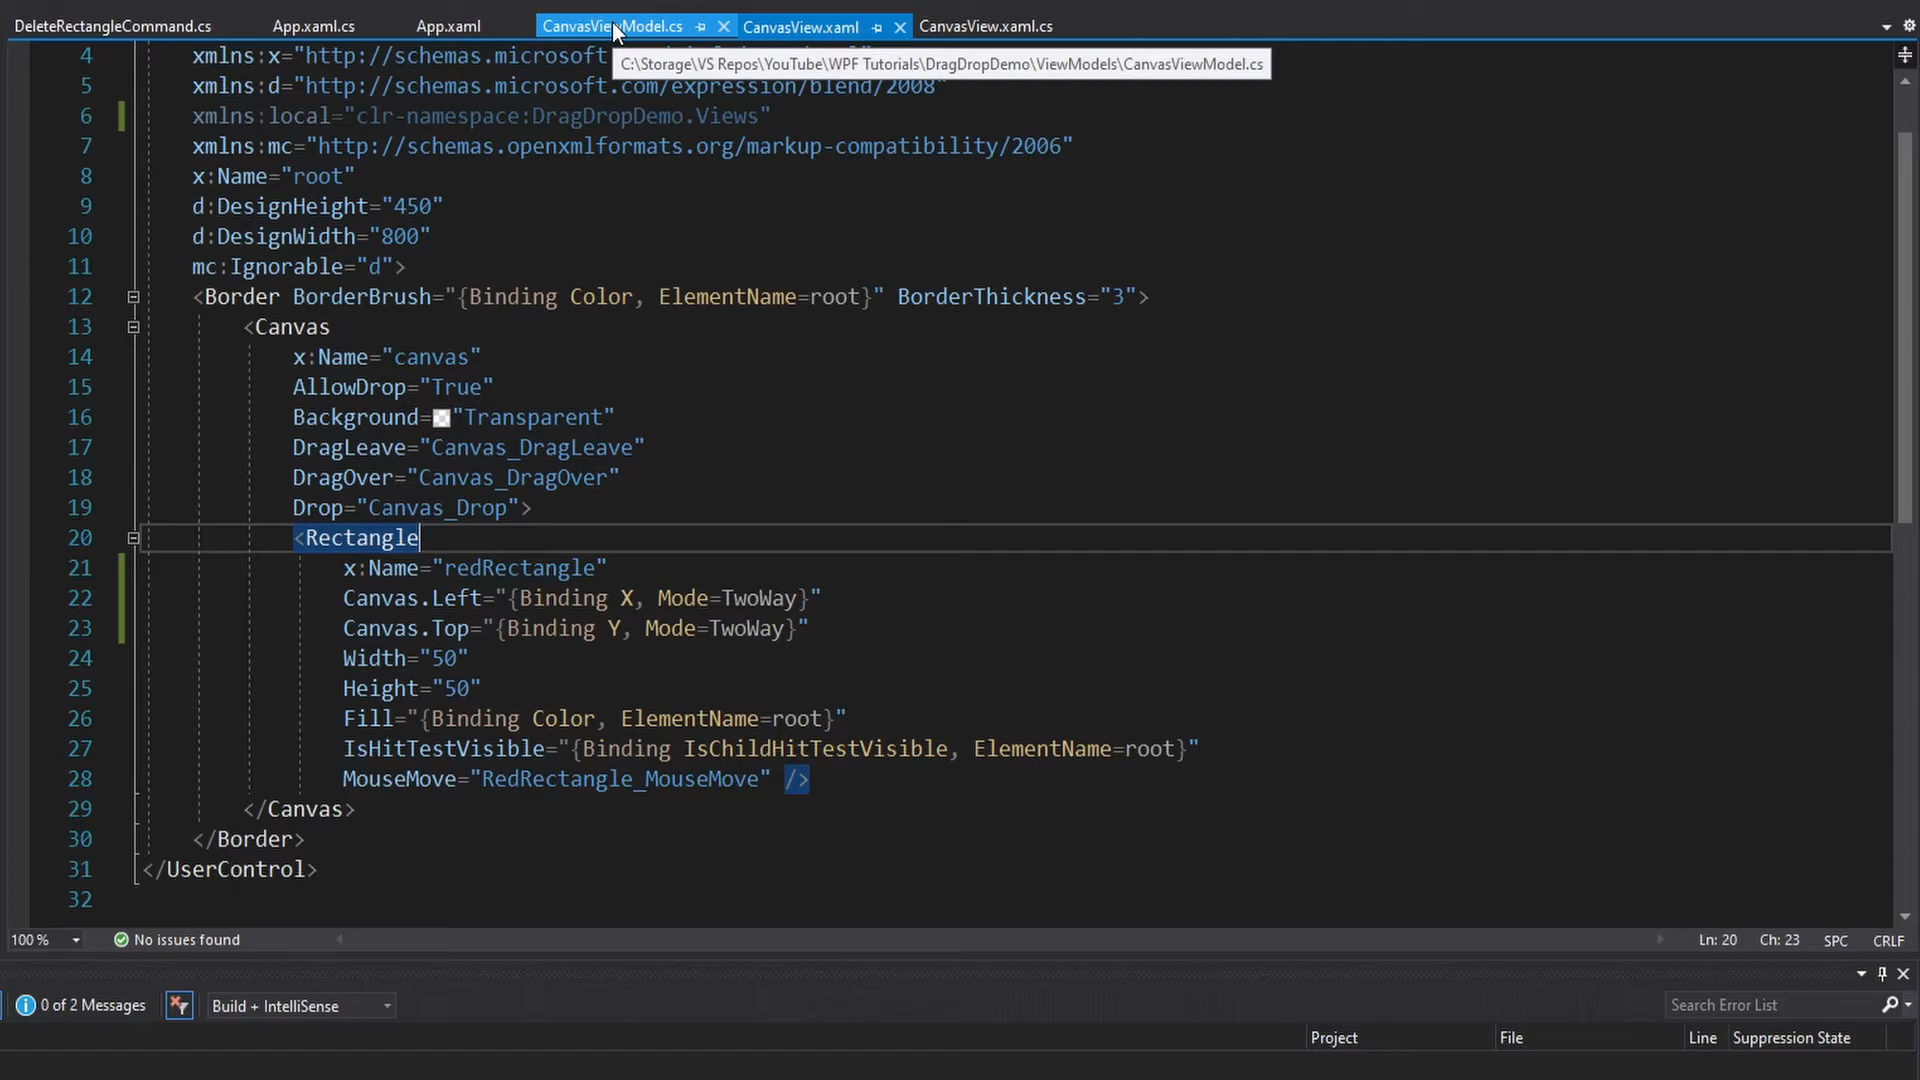 DeleteRectangleCommand.cs App.xaml.cs App.xaml CanvasViewModel.cs CanvasView.xaml CanvasView.xaml.cs
4 xmlns:x="http://schemas.microsoft
C:\Storage\VS Repos\YouTube\WPF Tutorials\DragDropDemo\ViewModels\CanvasViewModel.cs
5 xmlns:d="http://schemas.microsoft.com/expression/blend/2008"
6 xmlns:local="clr-namespace:DragDropDemo.Views"
7 xmlns:mc="http://schemas.openxmlformats.org/markup-compatibility/2006"
8 x:Name="root"
9 d:DesignHeight="450"
10 d:DesignWidth="800"
11 mc:Ignorable="d">
12 <Border BorderBrush="{Binding Color, ElementName=root}" BorderThickness="3">
13 <Canvas
14 x:Name="canvas"
15 AllowDrop="True"
16 Background="Transparent"
17 DragLeave="Canvas_DragLeave"
18 DragOver="Canvas_DragOver"
19 Drop="Canvas_Drop">
20 <Rectangle
21 x:Name="redRectangle"
22 Canvas.Left="{Binding X, Mode=TwoWay}"
23 Canvas.Top="{Binding Y, Mode=TwoWay}"
24 Width="50"
25 Height="50"
26 Fill="{Binding Color, ElementName=root}"
27 IsHitTestVisible="{Binding IsChildHitTestVisible, ElementName=root}"
28 MouseMove="RedRectangle_MouseMove" />
29 </Canvas>
30 </Border>
31 </UserControl>
32
100 % No issues found Ln: 20 Ch: 23 SPC CRLF
0 of 2 Messages Build + IntelliSense Search Error List
Project File Line Suppression State